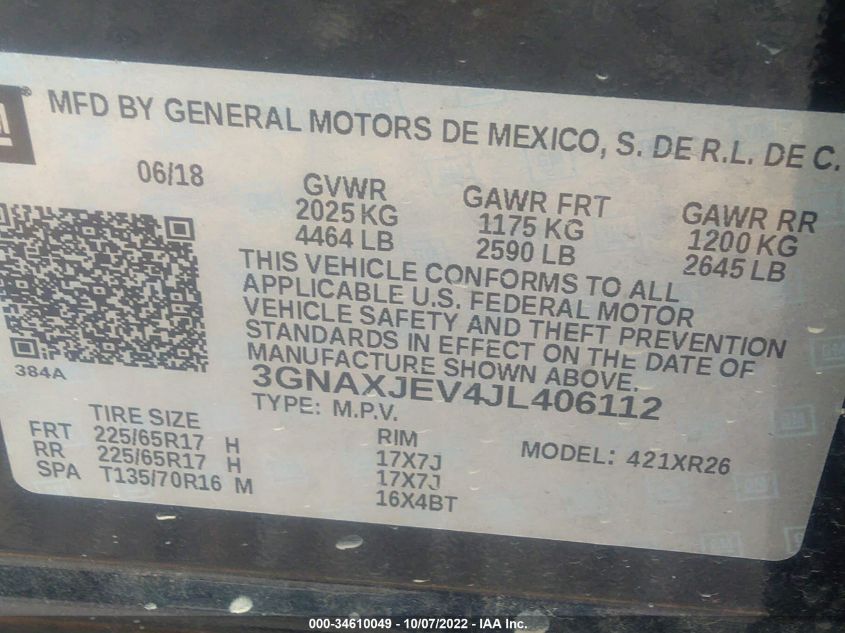 GM ®
MFD BY GENERAL MOTORS DE MEXICO, S. DE R.L. DE C.
06/18
GVWR
2025 KG
4464 LB
GAWR FRT
1175 KG
2590 LB
GAWR RR
1200 KG
2645 LB
THIS VEHICLE CONFORMS TO ALL
APPLICABLE U.S. FEDERAL MOTOR
VEHICLE SAFETY AND THEFT PREVENTION
STANDARDS IN EFFECT ON THE DATE OF
MANUFACTURE SHOWN ABOVE.
384A
3GNAXJEV4JL406112
TYPE: M.P.V.
MODEL: 421XR26
TIRE SIZE RIM
FRT 225/65R17 H 17X7J
RR 225/65R17 H 17X7J
SPA T135/70R16 M 16X4BT
000-34610049 - 10/07/2022 - IAA Inc.